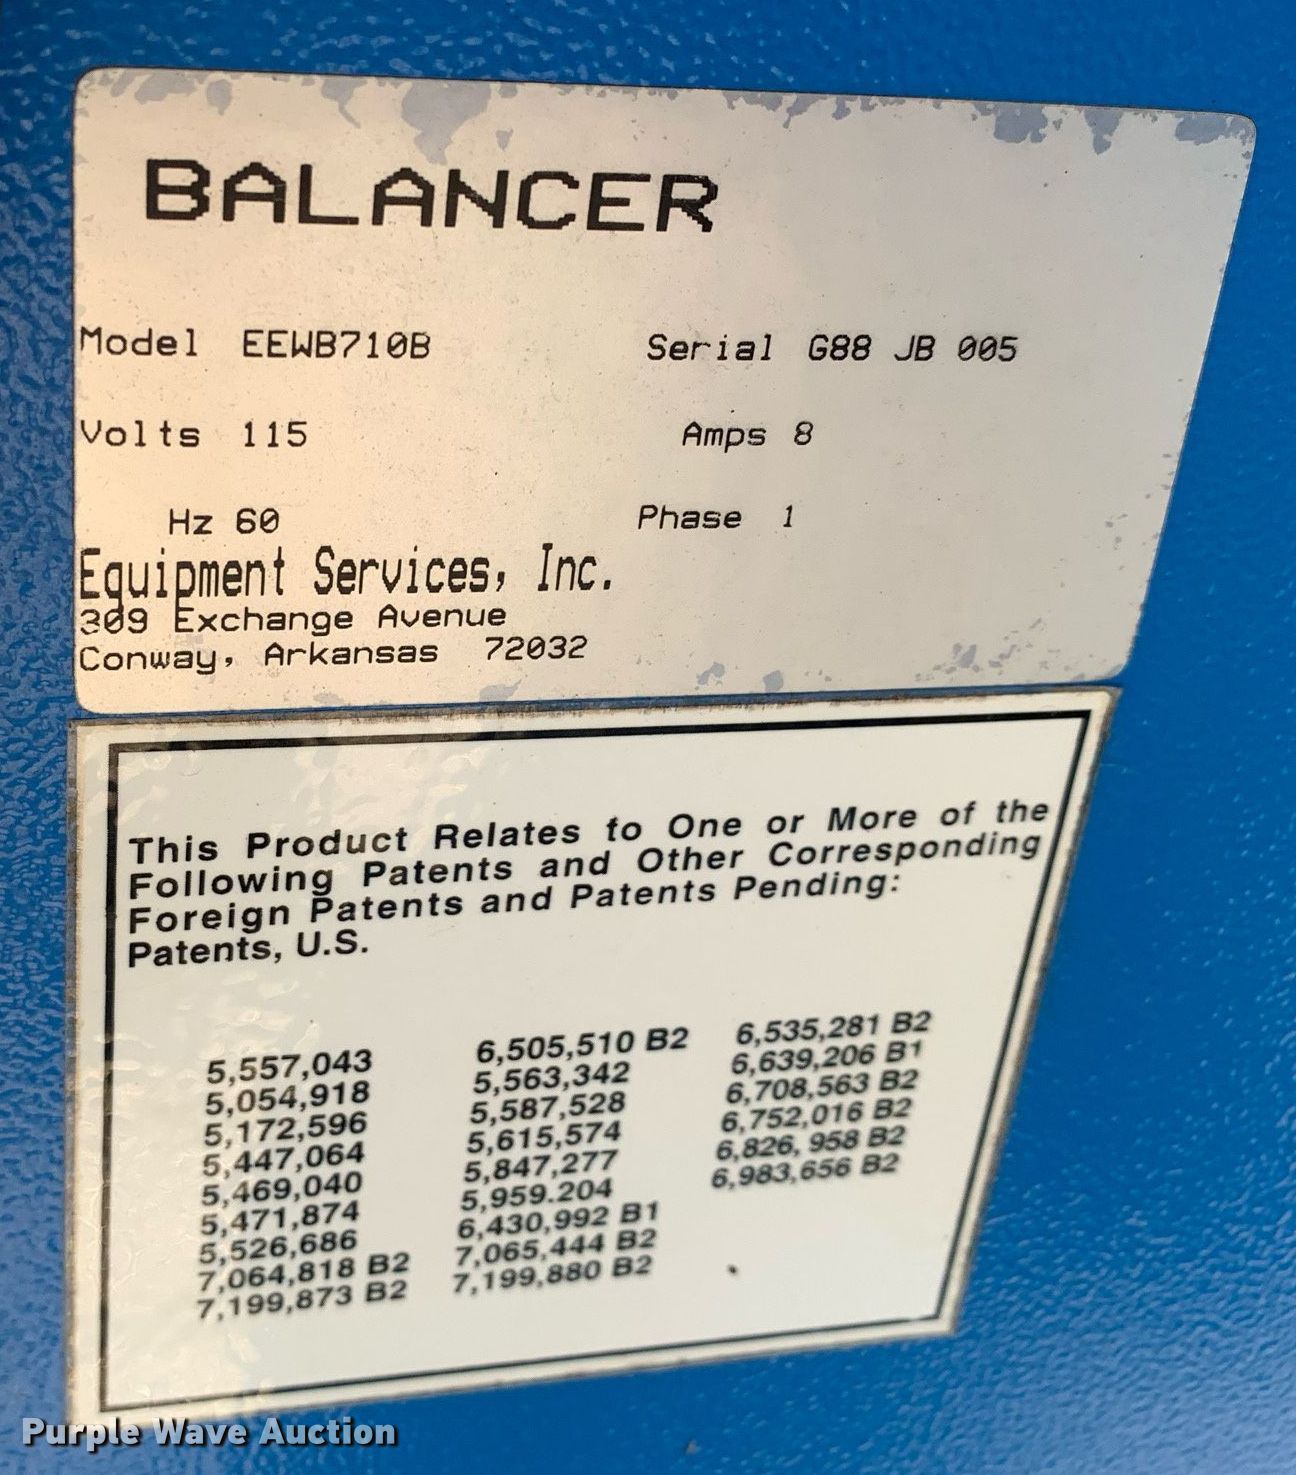 BALANCER
Model EEWB710B Serial G88 JB 005
Volts 115 Amps 8
Hz 60 Phase 1
Equipment Services, Inc.
309 Exchange Avenue
Conway, Arkansas 72032
This Product Relates to One or More of the
Following Patents and Other Corresponding
Foreign Patents and Patents Pending:
Patents, U.S.
5,557,043 6,505,510 B2 6,535,281 B2
5,054,918 5,563,342 6,639,206 B1
5,172,596 5,587,528 6,708,563 B2
5,447,064 5,615,574 6,752,016 B2
5,469,040 5,847,277 6,826, 958 B2
5,471,874 5,959.204 6,983,656 B2
5,526,686 6,430,992 B1
7,064,818 B2 7,065,444 B2
7,199,873 B2 7,199,880 B2
Purple Wave Auction